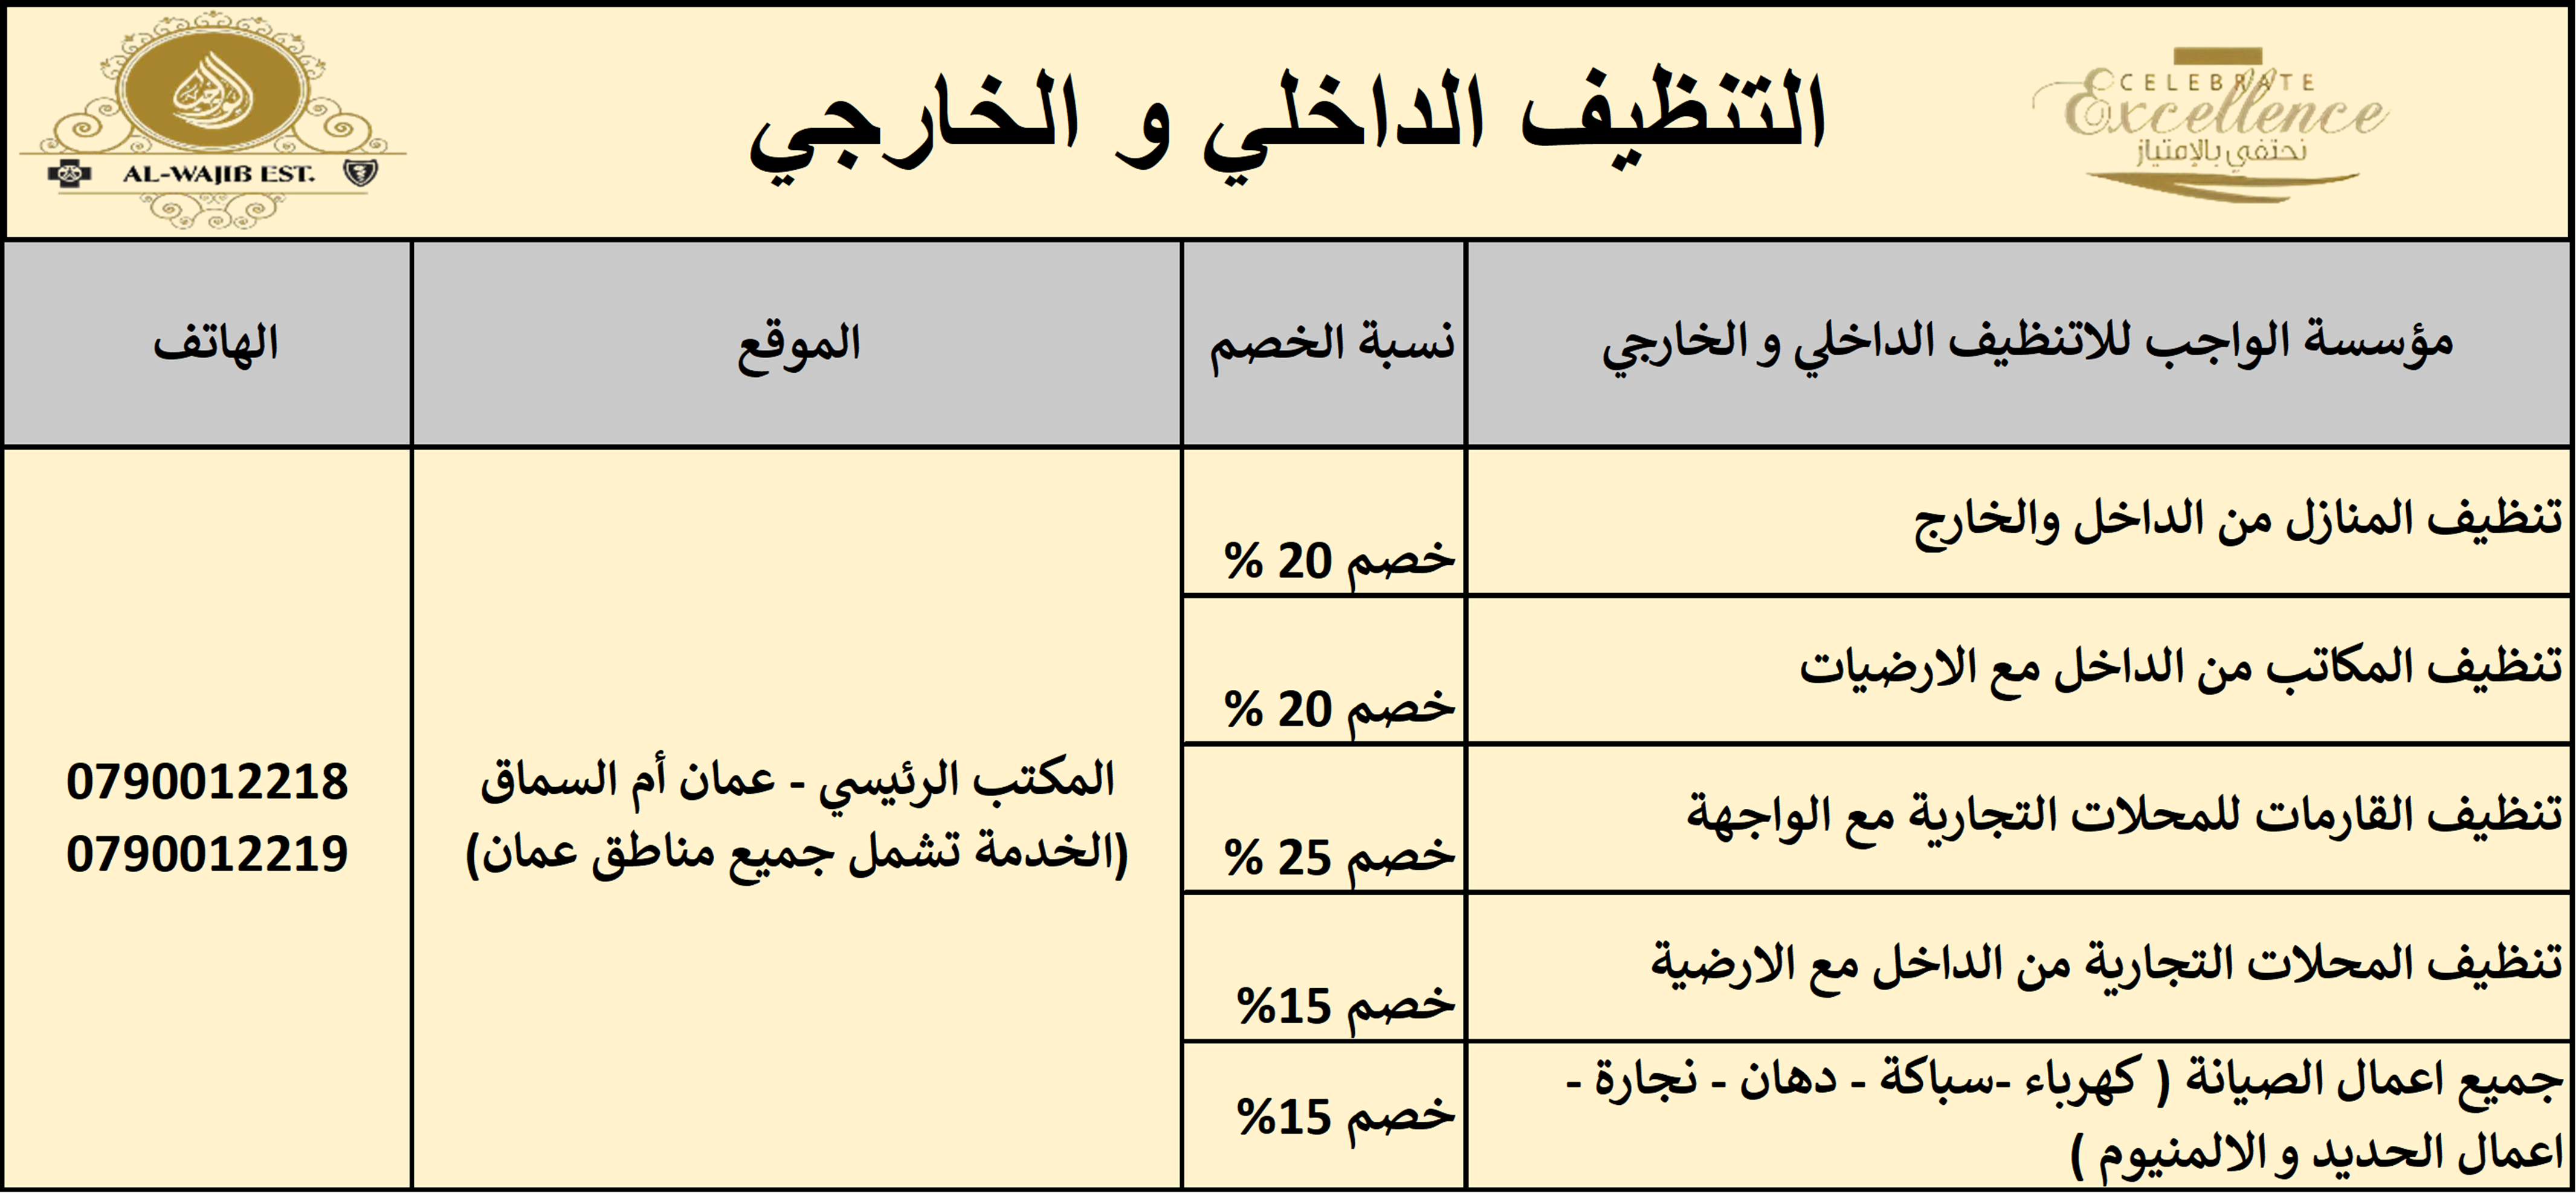 CELEBRATE
Excellence
نحتفي بالإمتياز
التنظيف الداخلي و الخارجي
الواجب
AL-WAJIB EST.
مؤسسة الواجب للاتنظيف الداخلي و الخارجي
نسبة الخصم
الموقع
الهاتف
تنظيف المنازل من الداخل والخارج
خصم 20 %
تنظيف المكاتب من الداخل مع الارضيات
خصم 20 %
تنظيف القارمات للمحلات التجارية مع الواجهة
خصم 25 %
تنظيف المحلات التجارية من الداخل مع الارضية
خصم 15%
جميع اعمال الصيانة ( كهرباء -سباكة - دهان - نجارة -
اعمال الحديد و الالمنيوم )
خصم 15%
المكتب الرئيسي - عمان أم السماق
(الخدمة تشمل جميع مناطق عمان)
0790012218
0790012219